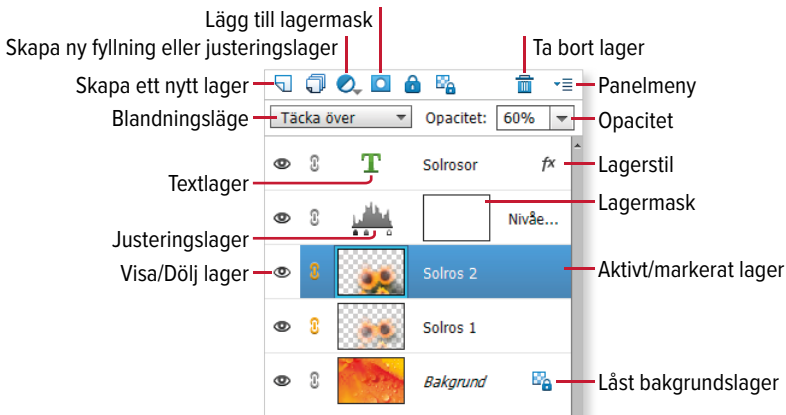 Lägg till lagermask
Skapa ny fyllning eller justeringslager
Ta bort lager
Skapa ett nytt lager
Panelmeny
Blandningsläge
Täcka över
Opacitet:
60%
Opacitet
T
Solrosor
fx
Lagerstil
Textlager
Lagermask
Nivåe...
Justeringslager
Visa/Dölj lager
Solros 2
Aktivt/markerat lager
Solros 1
Bakgrund
Låst bakgrundslager